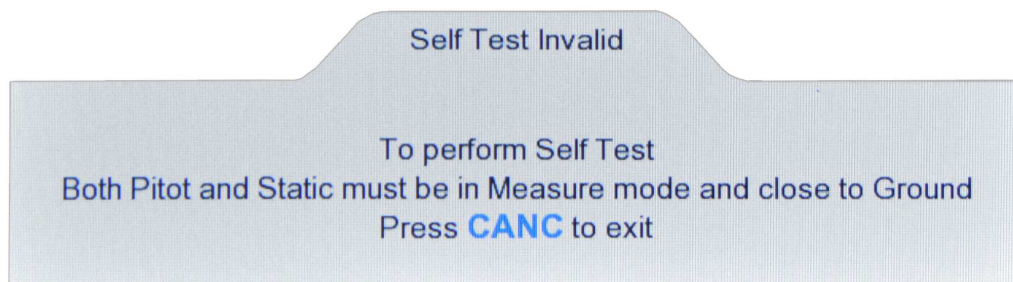 Self Test Invalid
To perform Self Test
Both Pitot and Static must be in Measure mode and close to Ground
Press CANC to exit